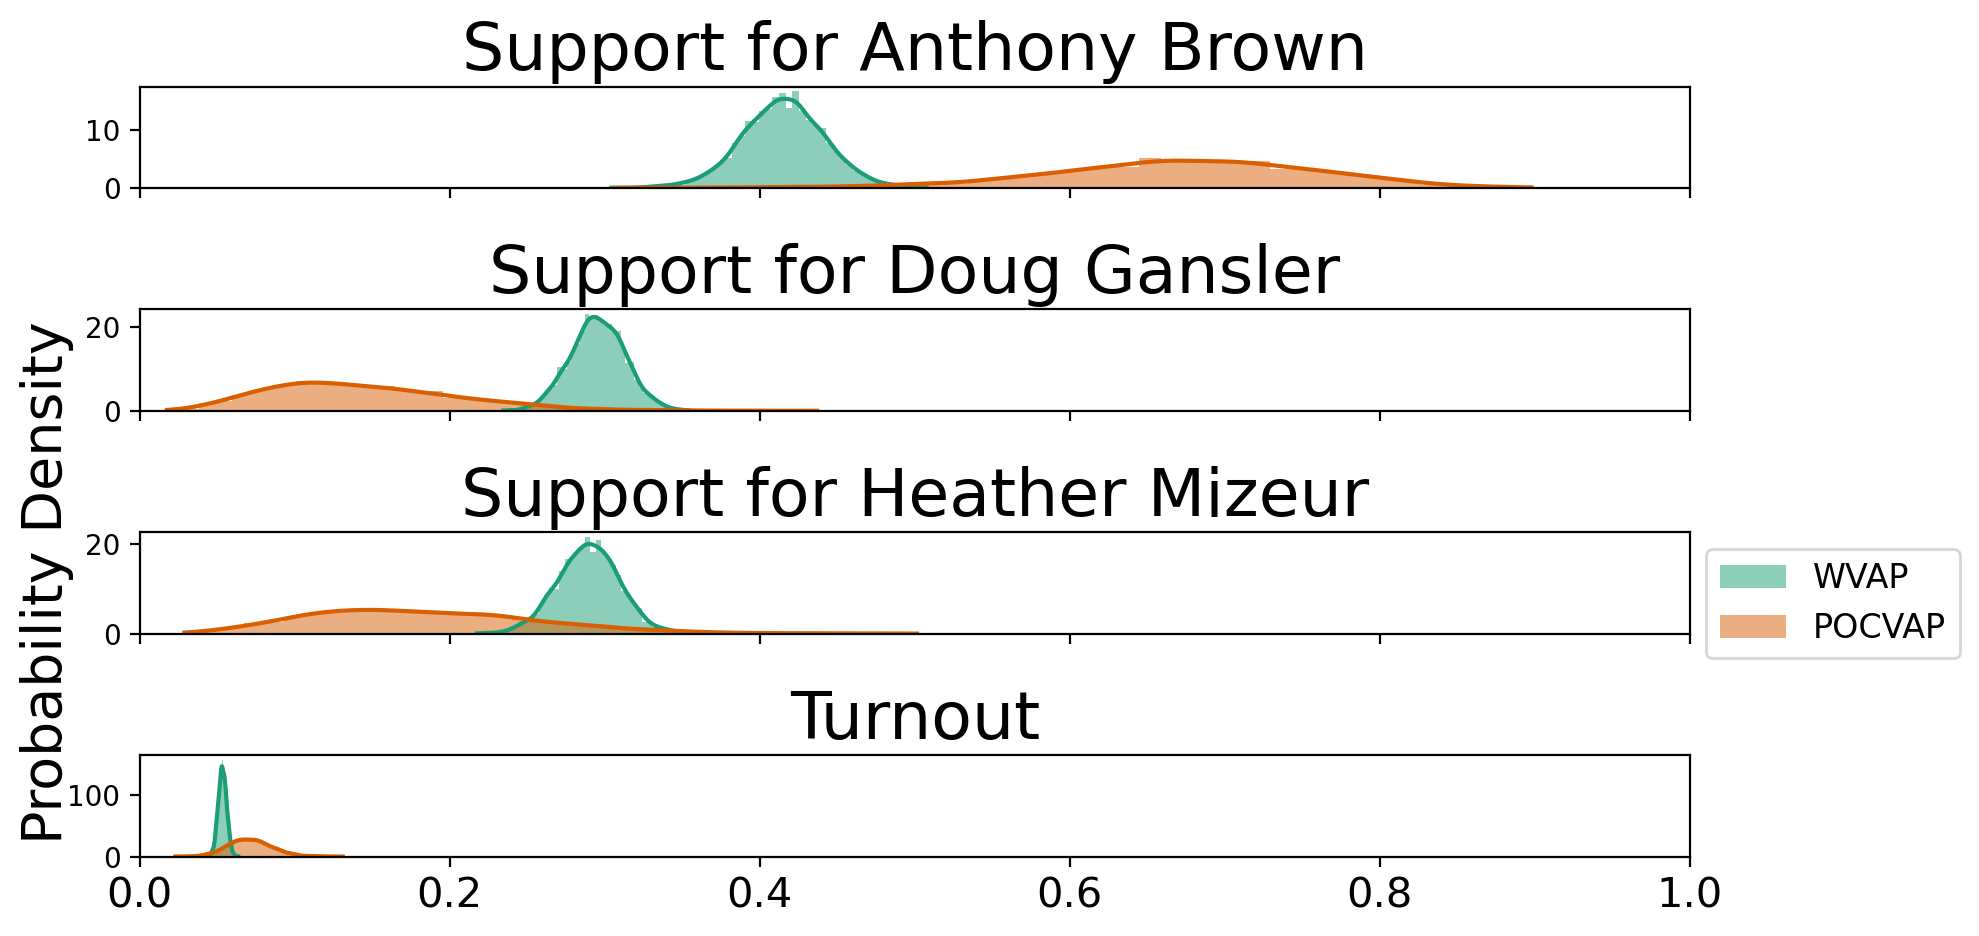 Support for Anthony Brown
10
0
Support for Doug Gansler
20
0
Support for Heather Mizeur
20
0
Turnout
100
0
0.0 0.2 0.4 0.6 0.8 1.0
Probability Density
WVAP
POCVAP